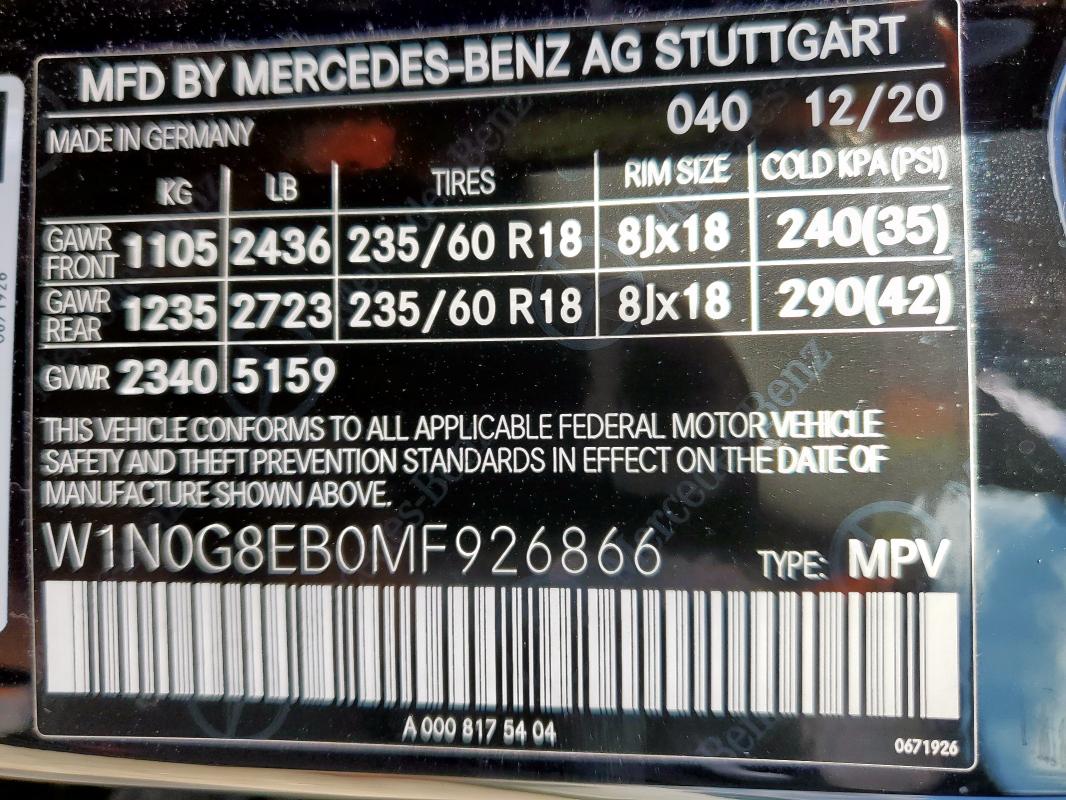 MFD BY MERCEDES-BENZ AG STUTTGART
MADE IN GERMANY 040 12/20
KG LB TIRES RIM SIZE COLD KPA(PSI)
GAWR FRONT 1105 2436 235/60 R18 8Jx18 240(35)
GAWR REAR 1235 2723 235/60 R18 8Jx18 290(42)
GVWR 2340 5159
THIS VEHICLE CONFORMS TO ALL APPLICABLE FEDERAL MOTOR VEHICLE
SAFETY AND THEFT PREVENTION STANDARDS IN EFFECT ON THE DATE OF
MANUFACTURE SHOWN ABOVE.
W1N0G8EB0MF926866 TYPE: MPV
A 000 817 54 04
0671926